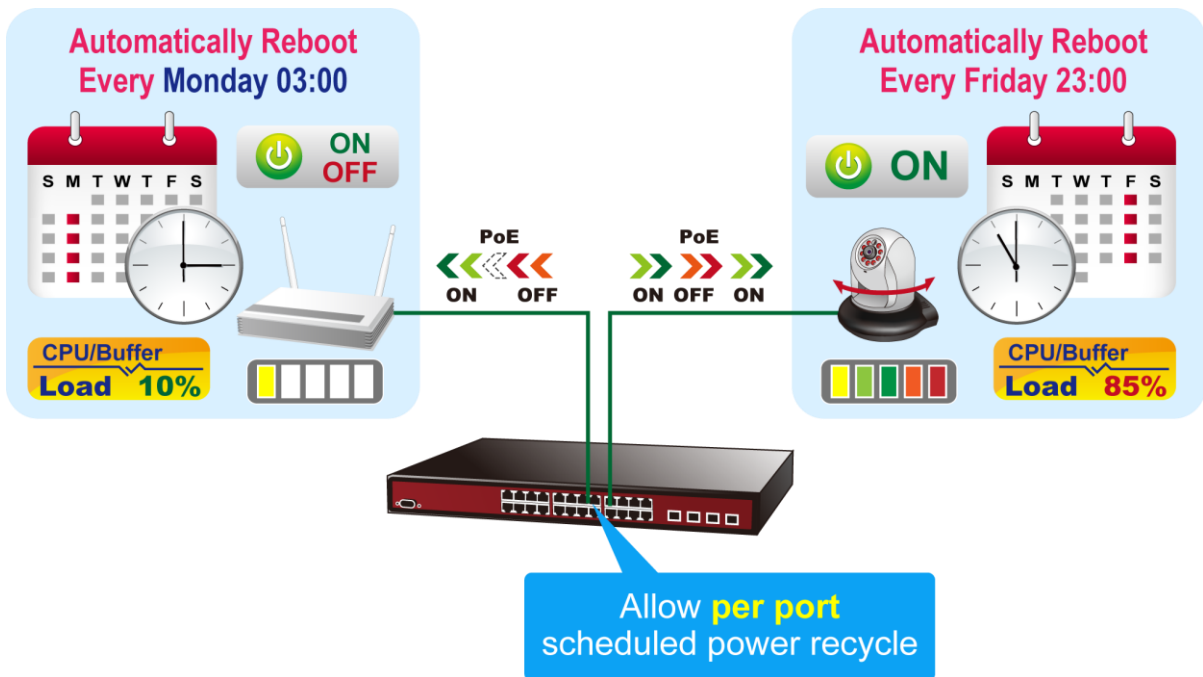 Automatically Reboot
Every Monday 03:00
S M T W T F S
ON
OFF
CPU/Buffer
Load 10%
PoE
ON OFF
PoE
ON OFF ON
Automatically Reboot
Every Friday 23:00
ON
S M T W T F S
CPU/Buffer
Load 85%
Allow per port
scheduled power recycle